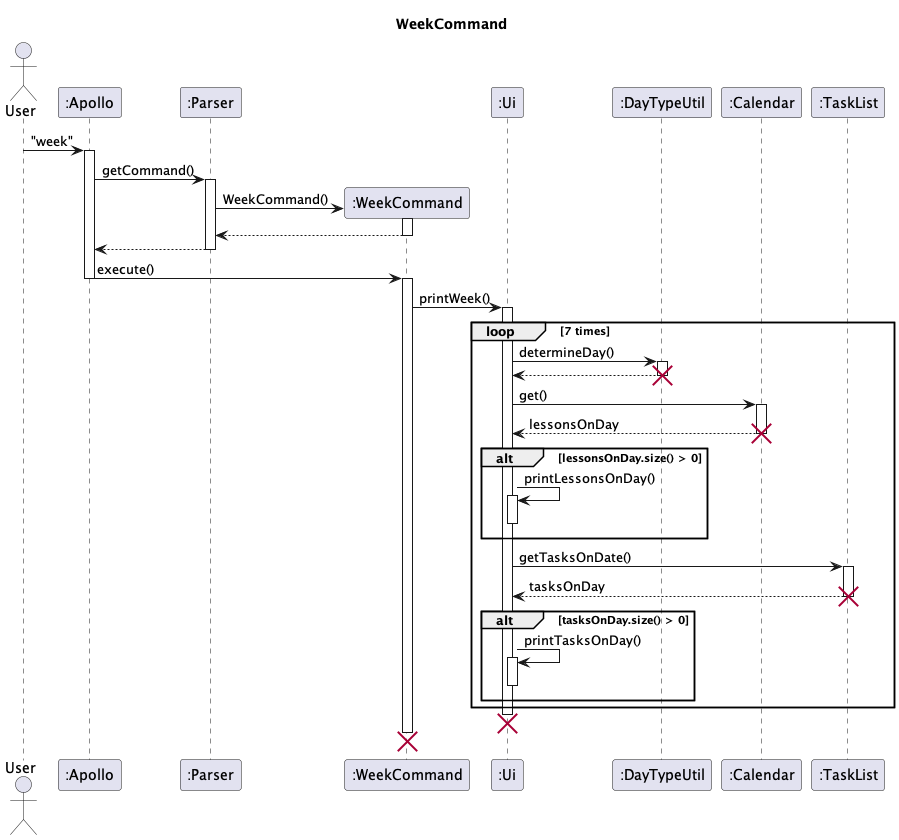 WeekCommand
User
:Apollo
:Parser
:Ui
:DayTypeUtil
:Calendar
:TaskList
"week"
getCommand()
WeekCommand()
:WeekCommand
execute()
printWeek()
loop
[7 times]
determineDay()
get()
lessonsOnDay
alt
[lessonsOnDay.size() > 0]
printLessonsOnDay()
getTasksOnDate()
tasksOnDay
alt
[tasksOnDay.size() > 0]
printTasksOnDay()
User
:Apollo
:Parser
:WeekCommand
:Ui
:DayTypeUtil
:Calendar
:TaskList